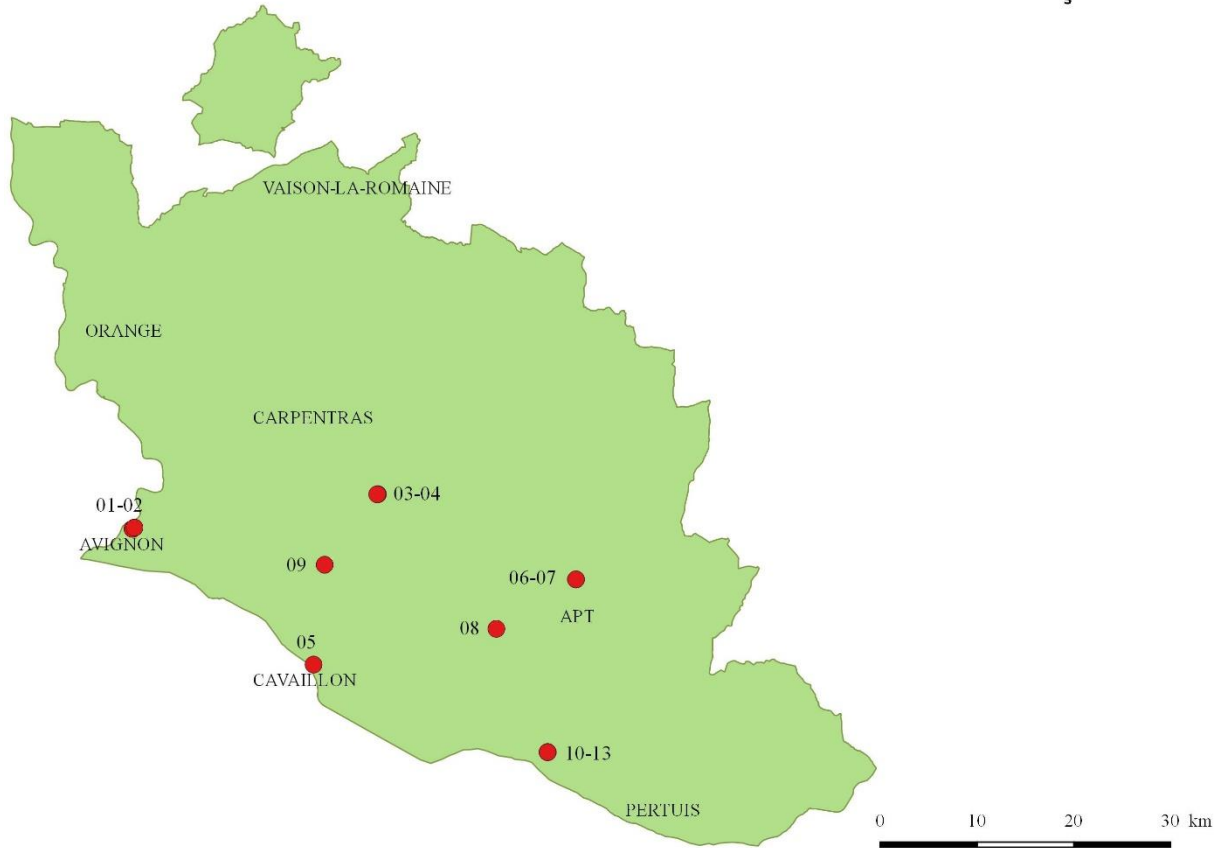 s
VAISON-LA-ROMAINE
ORANGE
CARPENTRAS
03-04
01-02
AVIGNON
09
06-07
APT
08
05
CAVAILLON
10-13
PERTUIS
0 10 20 30 km